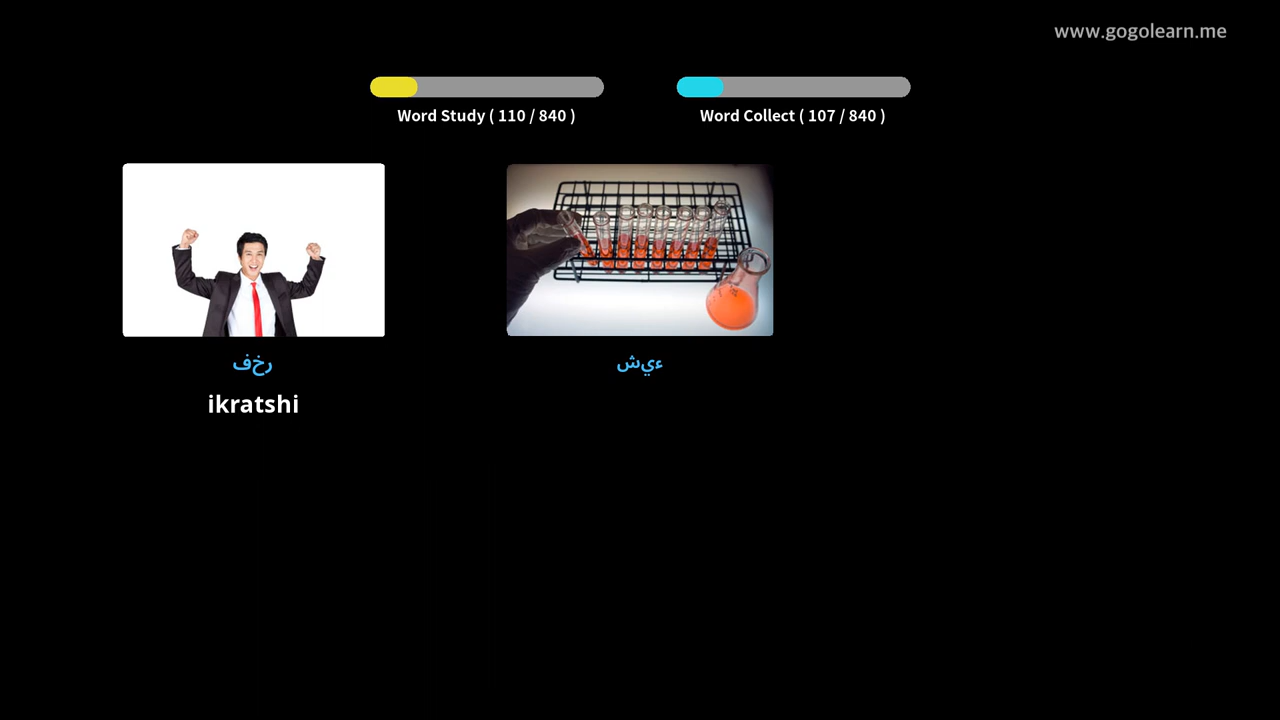 www.gogolearn.me
Word Study ( 110 / 840 )
Word Collect ( 107 / 840 )
رخف
ءيش
ikratshi